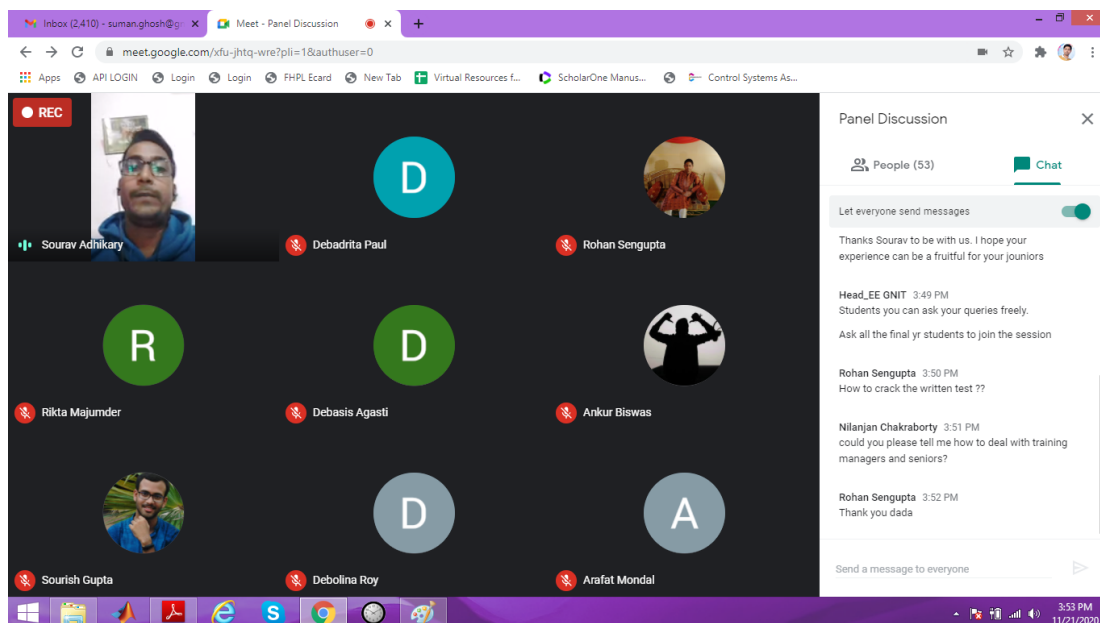 Inbox (2,410) - suman.ghosh@g
Meet - Panel Discussion
meet.google.com/xfu-jhtq-wre?pli=1&authuser=0
Apps API LOGIN Login Login FHPL Ecard New Tab Virtual Resources f... ScholarOne Manus... Control Systems As...
REC
Sourav Adhikary
D
Debadrita Paul
Rohan Sengupta
R
Rikta Majumder
D
Debasis Agasti
Ankur Biswas
Sourish Gupta
D
Debolina Roy
A
Arafat Mondal
Panel Discussion
People (53)
Chat
Let everyone send messages
Thanks Sourav to be with us. I hope your
experience can be a fruitful for your jouniors
Head_EE GNIT 3:49 PM
Students you can ask your queries freely.
Ask all the final yr students to join the session
Rohan Sengupta 3:50 PM
How to crack the written test ??
Nilanjan Chakraborty 3:51 PM
could you please tell me how to deal with training
managers and seniors?
Rohan Sengupta 3:52 PM
Thank you dada
Send a message to everyone
3:53 PM
11/21/2020